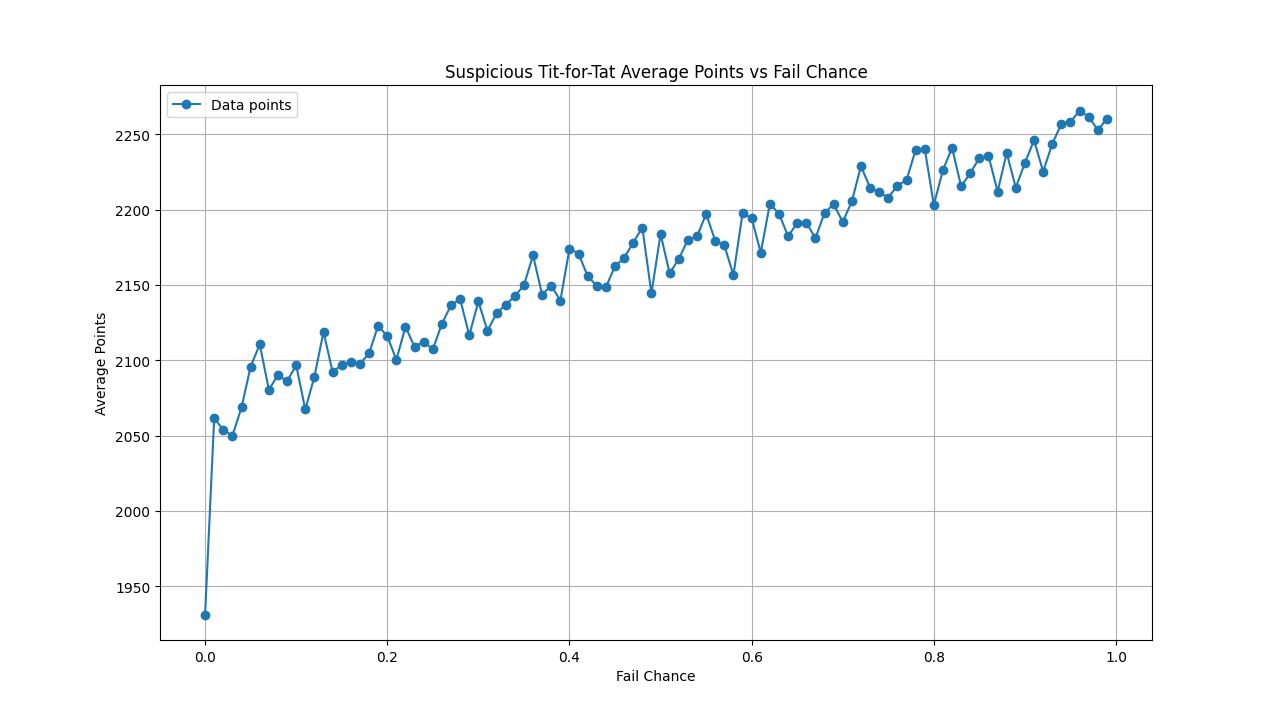 Suspicious Tit-for-Tat Average Points vs Fail Chance
Data points
2250
2200
2150
2100
2050
2000
1950
Average Points
0.0 0.2 0.4 0.6 0.8 1.0
Fail Chance